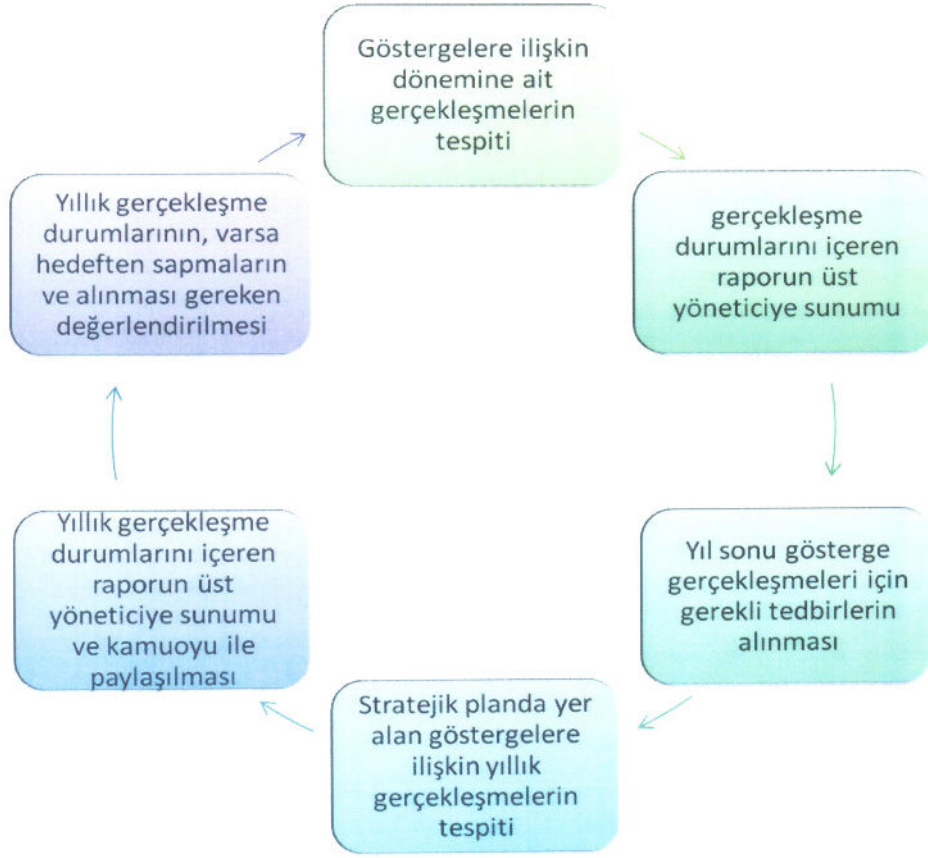 Göstergelere ilişkin
dönemine ait
gerçekleşmelerin
tespiti
gerçekleşme
durumlarını içeren
raporun üst
yöneticiye sunumu
Yıl sonu gösterge
gerçekleşmeleri için
gerekli tedbirlerin
alınması
Stratejik planda yer
alan göstergelere
ilişkin yıllık
gerçekleşmelerin
tespiti
Yıllık gerçekleşme
durumlarını içeren
raporun üst
yöneticiye sunumu
ve kamuoyu ile
paylaşılması
Yıllık gerçekleşme
durumlarının, varsa
hedeften sapmaların
ve alınması gereken
değerlendirilmesi